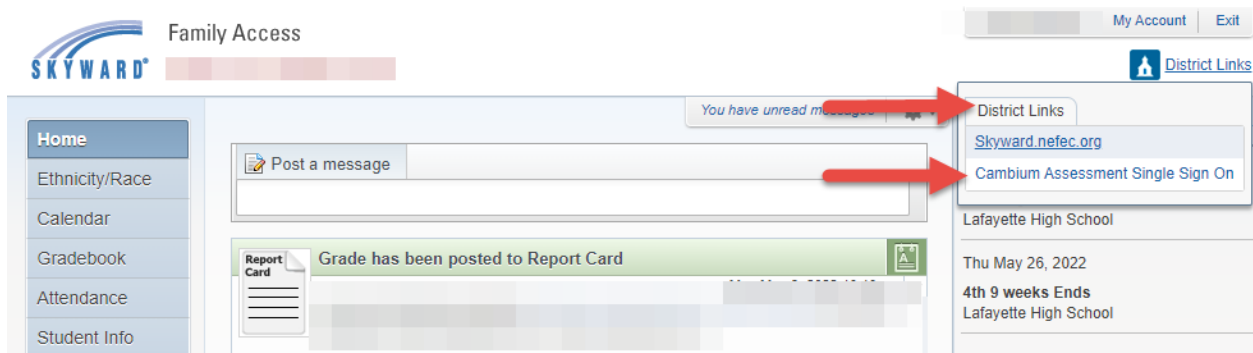 SKYWARD®
Family Access
My Account Exit
District Links
You have unread messages
District Links
Skyward.nefec.org
Cambium Assessment Single Sign On
Home
Ethnicity/Race
Calendar
Gradebook
Attendance
Student Info
Post a message
Report Card
Grade has been posted to Report Card
Lafayette High School
Thu May 26, 2022
4th 9 weeks Ends
Lafayette High School